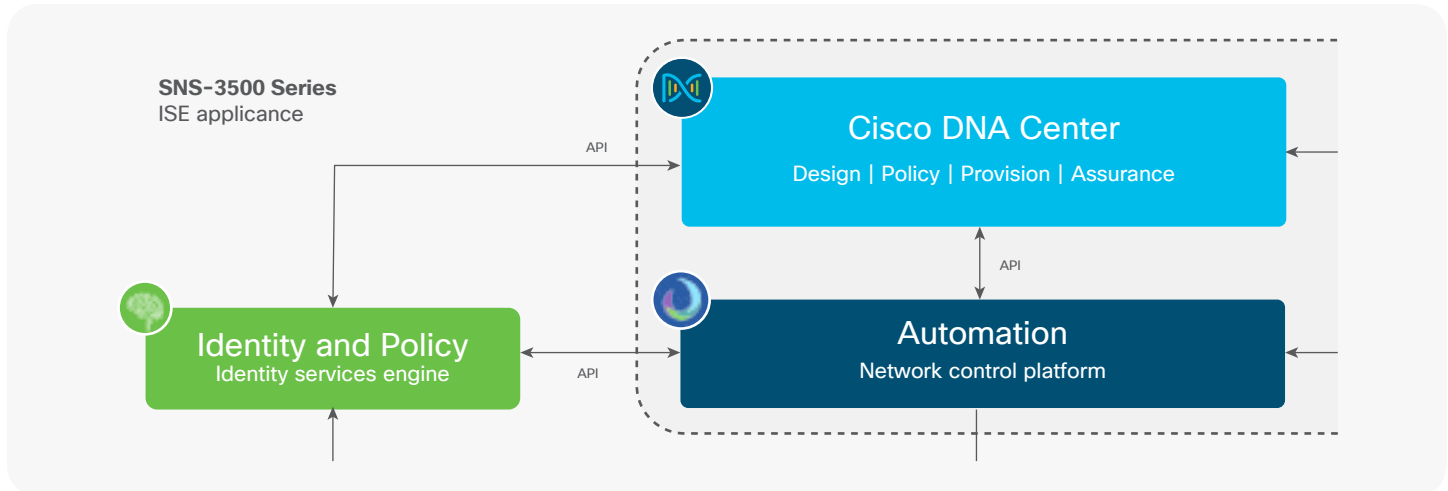 SNS-3500 Series
ISE applicance
API
Cisco DNA Center
Design | Policy | Provision | Assurance
API
Identity and Policy
Identity services engine
API
Automation
Network control platform